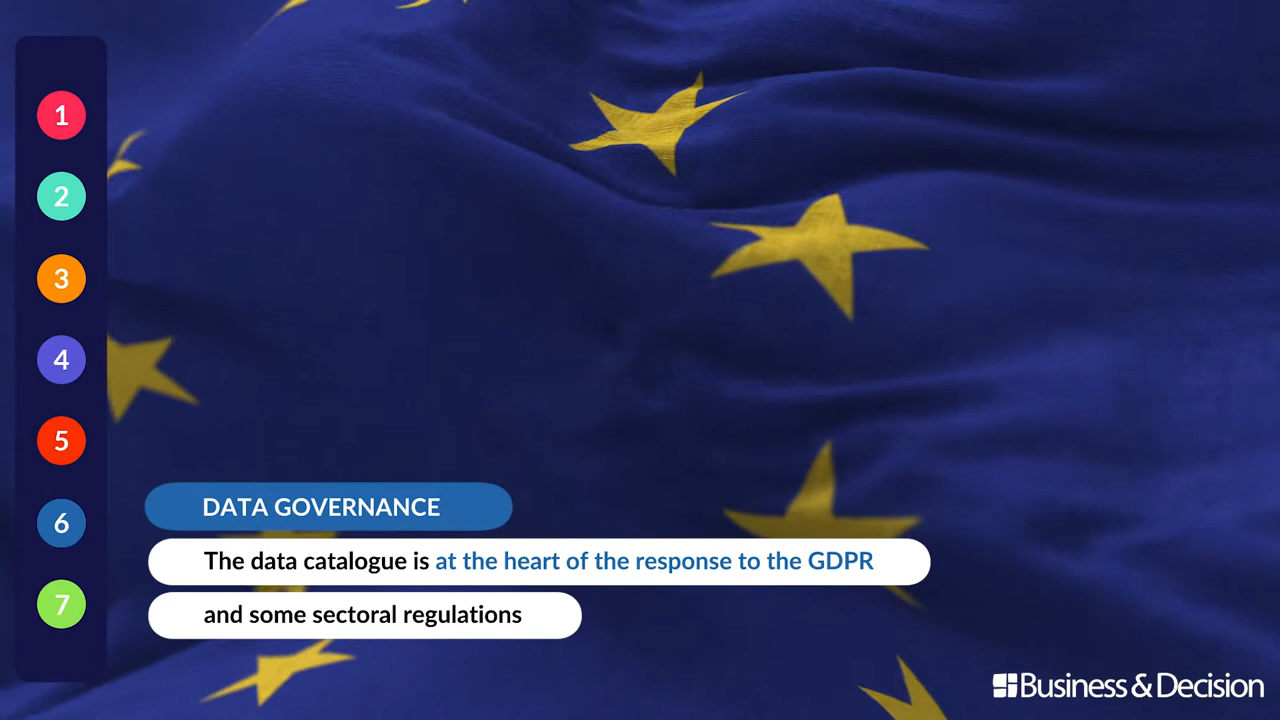 1
2
3
4
5
6
7
DATA GOVERNANCE
The data catalogue is at the heart of the response to the GDPR
and some sectoral regulations
Business & Decision